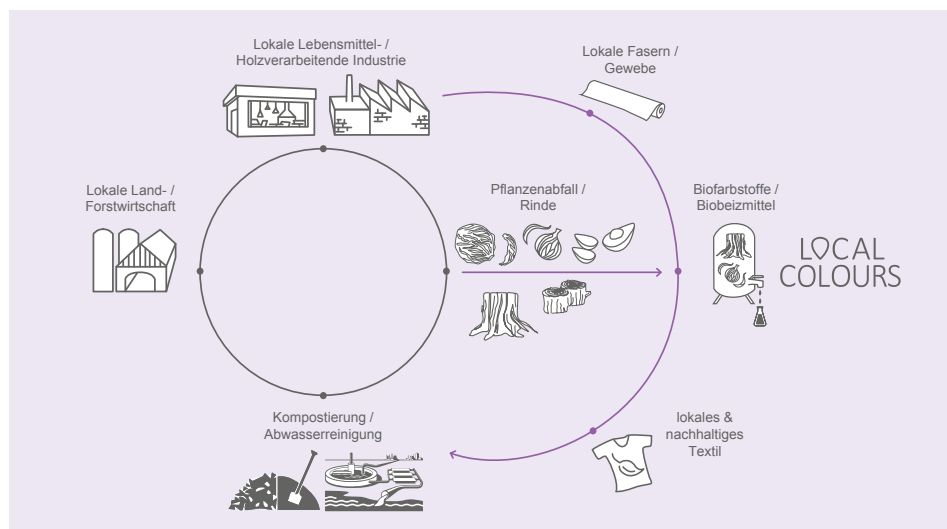 Lokale Lebensmittel- /
Holzverarbeitende Industrie
Lokale Fasern /
Gewebe
Lokale Land- /
Forstwirtschaft
Pflanzenabfall /
Rinde
Biofarbstoffe /
Biobeizmittel
LOCAL
COLOURS
Kompostierung /
Abwasserreinigung
lokales &
nachhaltiges
Textil